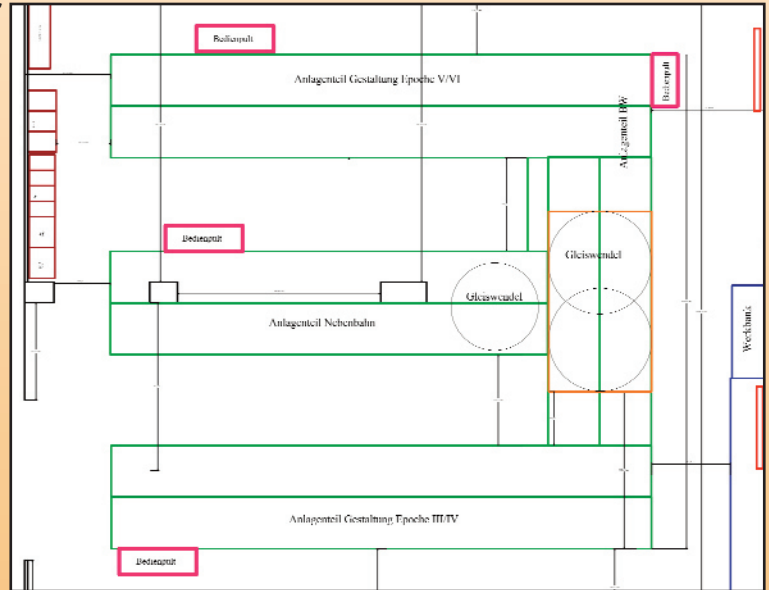 Bedienpult
Anlagenteil Gestaltung Epoche V/VI
Bedienpult
Anlagenteil BW
Bedienpult
Gleiswendel
Gleiswendel
Anlagenteil Nebenbahn
Werkbank
Anlagenteil Gestaltung Epoche III/IV
Bedienpult